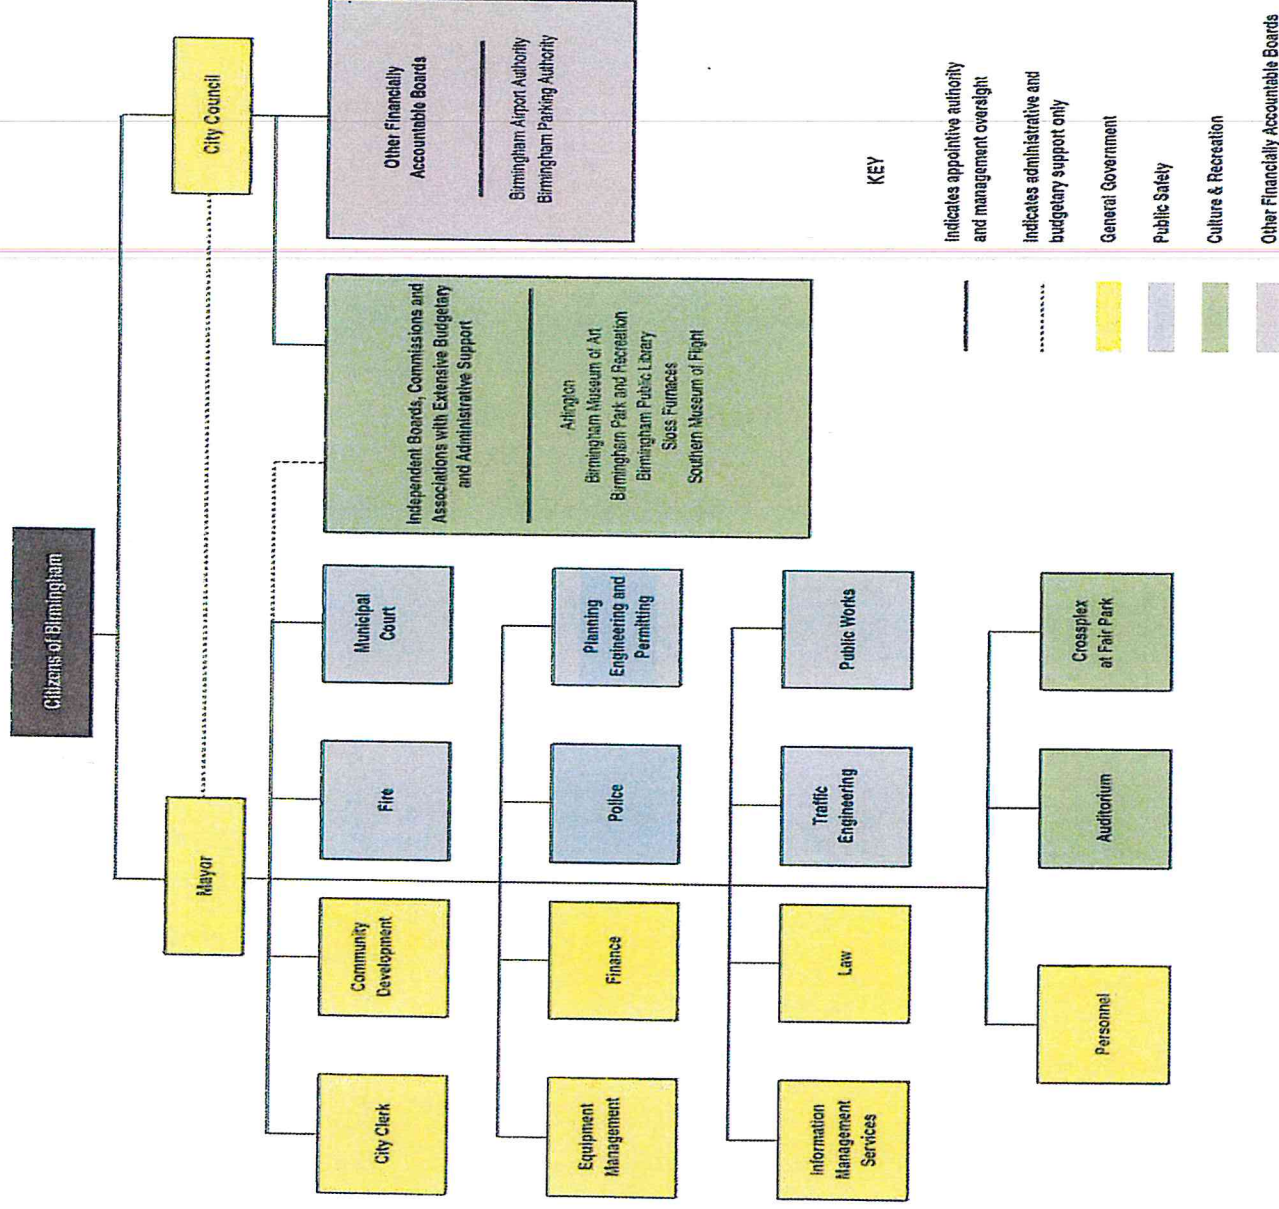 Citizens of Birmingham
Mayor
City Council
City Clerk
Community
Development
Fire
Municipal
Court
Independent Boards, Commissions and
Associations with Extensive Budgetary
and Administrative Support
Arlington
Birmingham Museum of Art
Birmingham Park and Recreation
Birmingham Public Library
Sloss Furnaces
Southern Museum of Flight
Other Financially
Accountable Boards
Birmingham Airport Authority
Birmingham Parking Authority
Equipment
Management
Finance
Police
Planning
Engineering and
Permitting
Information
Management
Services
Law
Traffic
Engineering
Public Works
Personnel
Auditorium
Crossplex
at Fair Park
KEY
Indicates appointive authority
and management oversight
Indicates administrative and
budgetary support only
General Government
Public Safety
Culture & Recreation
Other Financially Accountable Boards